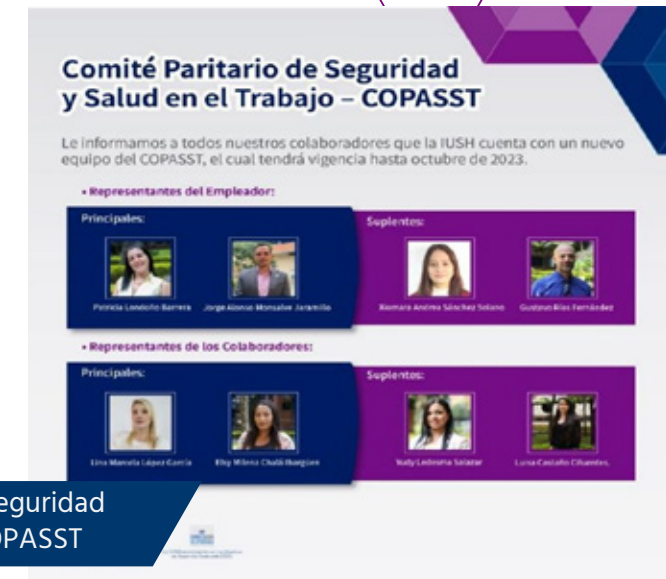 Comité Paritario de Seguridad
y Salud en el Trabajo – COPASST
Le informamos a todos nuestros colaboradores que la IUSH cuenta con un nuevo
equipo del COPASST, el cual tendrá vigencia hasta octubre de 2023.
• Representantes del Empleador:
Principales:
Suplentes:
Patricia Londoño Barrera
Jorge Alonso Monsalve Jaramillo
Xiomara Andrea Sánchez Solano
Gustavo Ríos Fernández
• Representantes de los Colaboradores:
Principales:
Suplentes:
Lina Marcela López García
Elby Milena Chalá Ibargüen
Yudy Ledesma Salazar
Luisa Castaño Cifuentes.
eguridad
OPASST